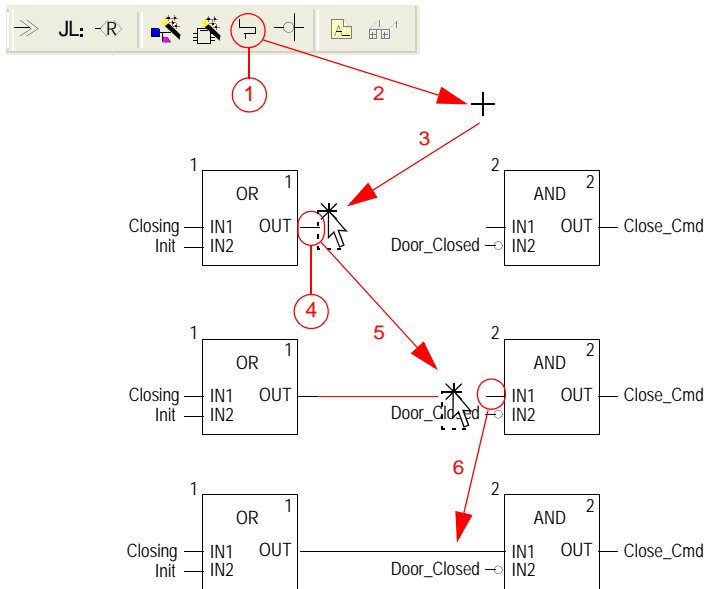 JL: R A
1 2
3
1 2
OR 1 AND 2
Closing IN1 OUT IN1 OUT Close_Cmd
Init IN2 Door_Closed IN2
4
5
1 2
OR 1 AND 2
Closing IN1 OUT IN1 OUT Close_Cmd
Init IN2 Door_Closed IN2
6
1 2
OR 1 AND 2
Closing IN1 OUT IN1 OUT Close_Cmd
Init IN2 Door_Closed IN2